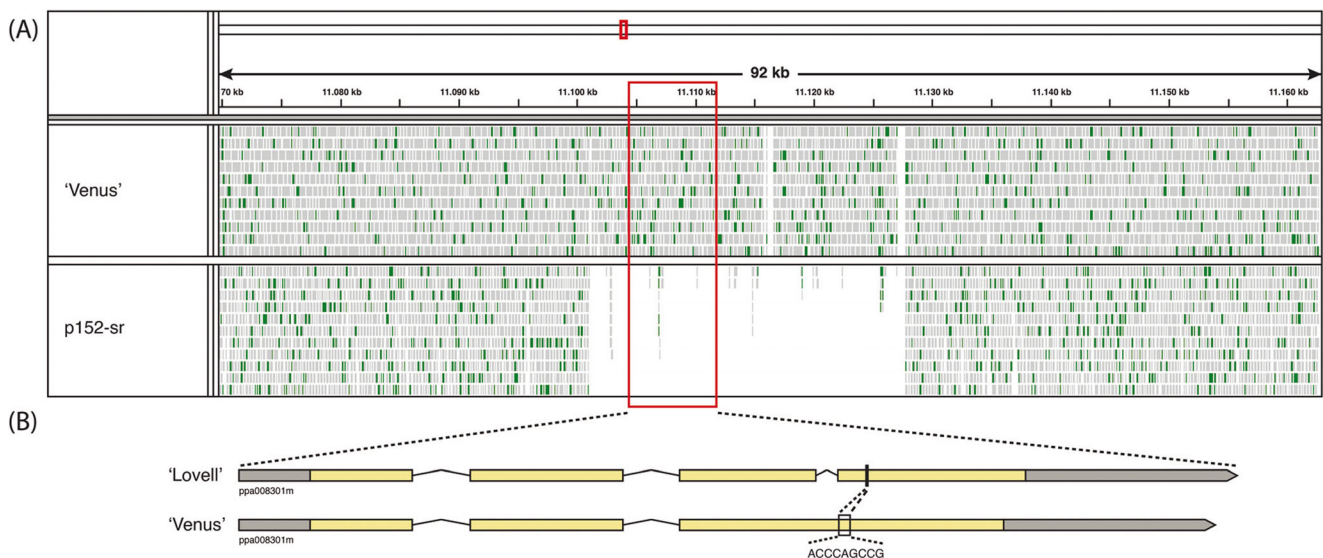 (A)
92 kb
70 kb 11.080 kb 11.090 kb 11.100 kb 11.110 kb 11.120 kb 11.130 kb 11.140 kb 11.150 kb 11.160 kb
‘Venus’
p152-sr
(B)
‘Lovell’
ppa008301m
‘Venus’
ppa008301m
ACCCAGCCG